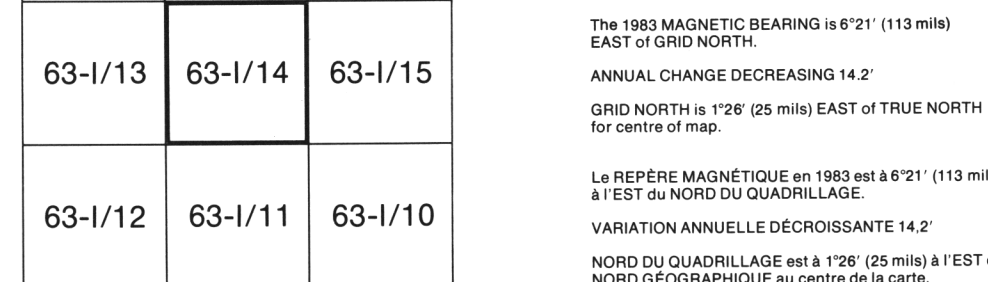 63-I/13 63-I/14 63-I/15
63-I/12 63-I/11 63-I/10
The 1983 MAGNETIC BEARING is 6°21′ (113 mils)
EAST of GRID NORTH.
ANNUAL CHANGE DECREASING 14.2′
GRID NORTH is 1°26′ (25 mils) EAST of TRUE NORTH
for centre of map.
Le REPÈRE MAGNÉTIQUE en 1983 est à 6°21′ (113
à l'EST du NORD DU QUADRILLAGE.
VARIATION ANNUELLE DÉCROISSANTE 14,2′
NORD DU QUADRILLAGE est à 1°26′ (25 mils) à l'EST
NORD GÉOGRAPHIQUE au centre de la carte.